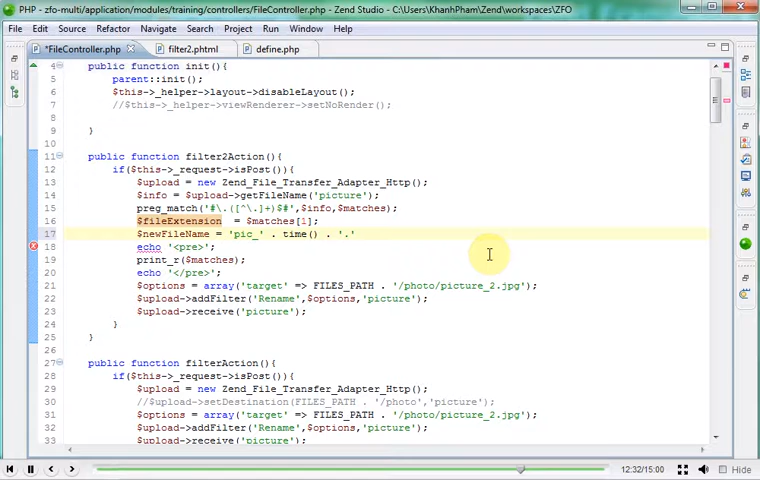 PHP - zfo-multi/application/modules/training/controllers/FileController.php - Zend Studio - C:\Users\KhanhPham\Zend\workspaces\ZFO
File Edit Source Refactor Navigate Search Project Run Window Help
*FileController.php filter2.phtml define.php
4 public function init(){
5 parent::init();
6 $this->_helper->layout->disableLayout();
7 //$this->_helper->viewRenderer->setNoRender();
8
9 }
10
11 public function filter2Action(){
12 if($this->_request->isPost()){
13 $upload = new Zend_File_Transfer_Adapter_Http();
14 $info = $upload->getFileName('picture');
15 preg_match('#\.([^\.]+)$#',$info,$matches);
16 $fileExtension = $matches[1];
17 $newFileName = 'pic_' . time() . '.'
18 echo '<pre>';
19 print_r($matches);
20 echo '</pre>';
21 $options = array('target' => FILES_PATH . '/photo/picture_2.jpg');
22 $upload->addFilter('Rename',$options,'picture');
23 $upload->receive('picture');
24 }
25 }
26
27 public function filterAction(){
28 if($this->_request->isPost()){
29 $upload = new Zend_File_Transfer_Adapter_Http();
30 //$upload->setDestination(FILES_PATH . '/photo','picture');
31 $options = array('target' => FILES_PATH . '/photo/picture_2.jpg');
32 $upload->addFilter('Rename',$options,'picture');
33 $upload->receive('picture');
12:32/15:00 Hide